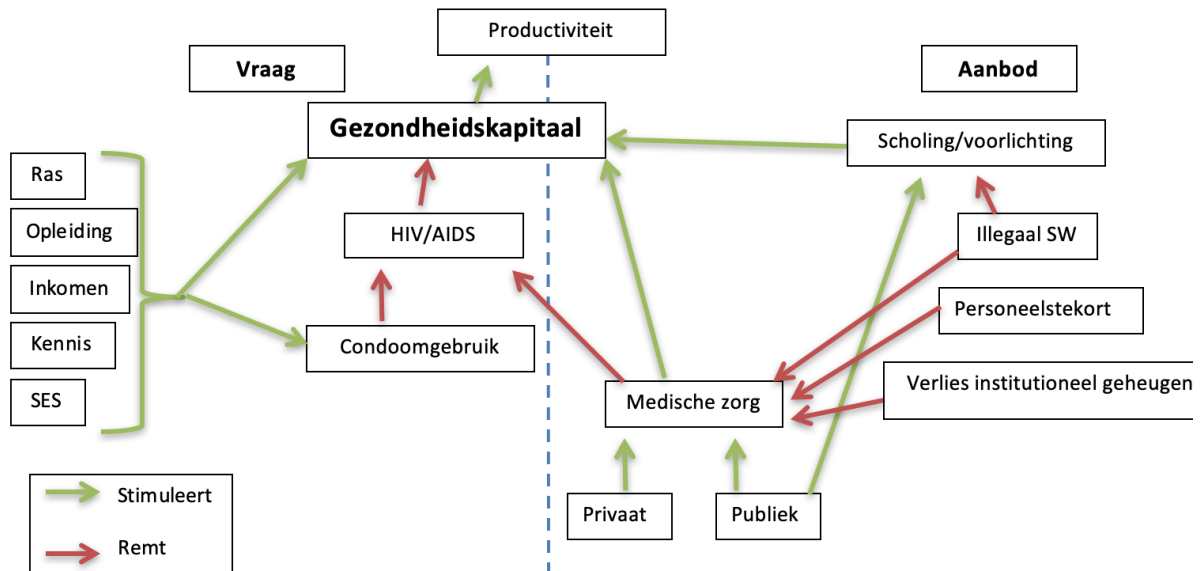 Productiviteit
Vraag
Aanbod
Gezondheidskapitaal
Scholing/voorlichting
Ras
Opleiding
HIV/AIDS
Illegaal SW
Inkomen
Personeelstekort
Kennis
Condoomgebruik
Verlies institutioneel geheugen
SES
Medische zorg
Stimuleert
Privaat
Publiek
Remt